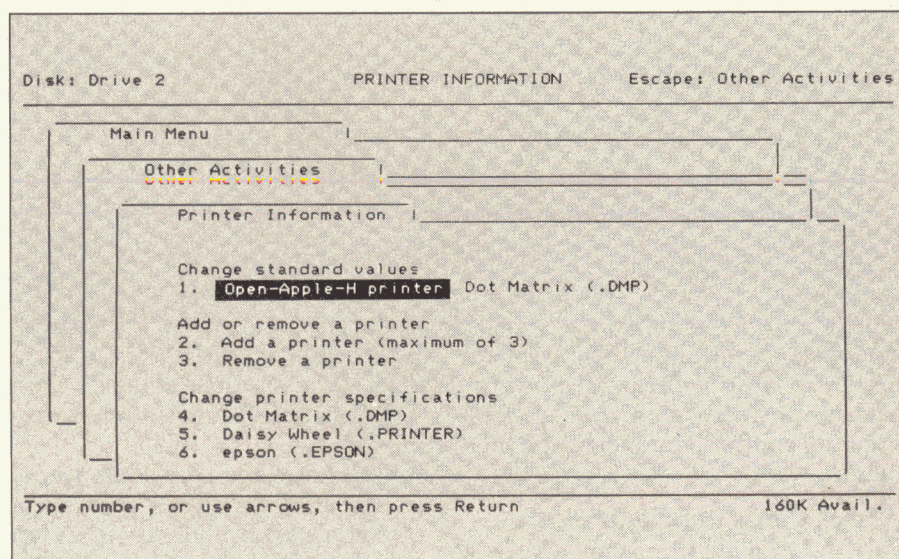 Disk: Drive 2 PRINTER INFORMATION Escape: Other Activities
Main Menu
Other Activities
Printer Information
Change standard values
1. Open-Apple-H printer Dot Matrix (.DMP)
Add or remove a printer
2. Add a printer (maximum of 3)
3. Remove a printer
Change printer specifications
4. Dot Matrix (.DMP)
5. Daisy Wheel (.PRINTER)
6. epson (.EPSON)
Type number, or use arrows, then press Return 160K Avail.